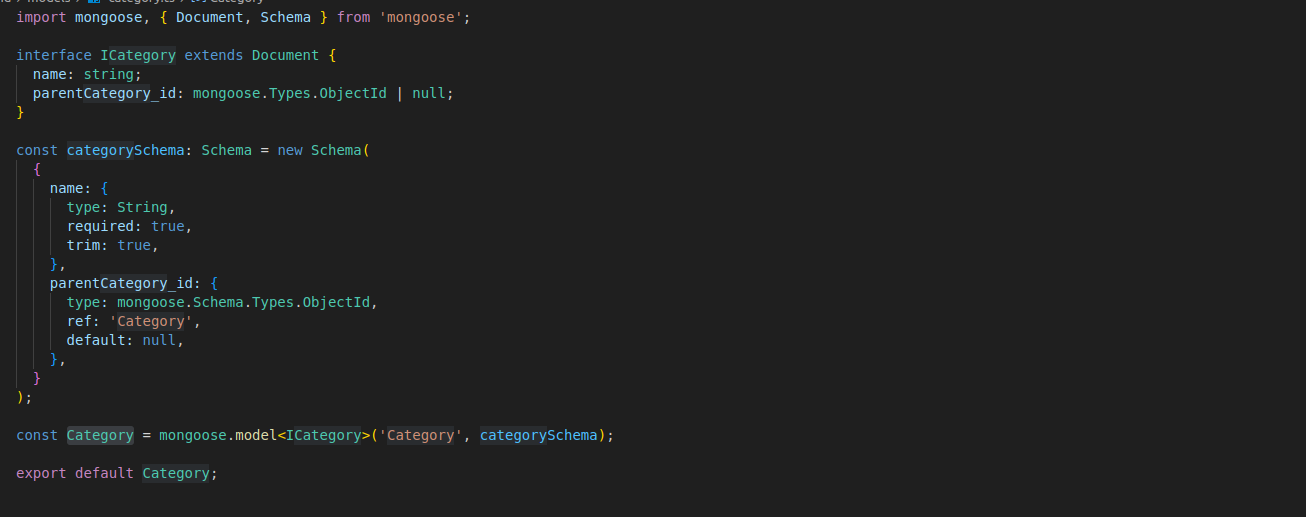 import mongoose, { Document, Schema } from 'mongoose';
interface ICategory extends Document {
name: string;
parentCategory_id: mongoose.Types.ObjectId | null;
}
const categorySchema: Schema = new Schema(
{
name: {
type: String,
required: true,
trim: true,
},
parentCategory_id: {
type: mongoose.Schema.Types.ObjectId,
ref: 'Category',
default: null,
},
}
);
const Category = mongoose.model<ICategory>('Category', categorySchema);
export default Category;